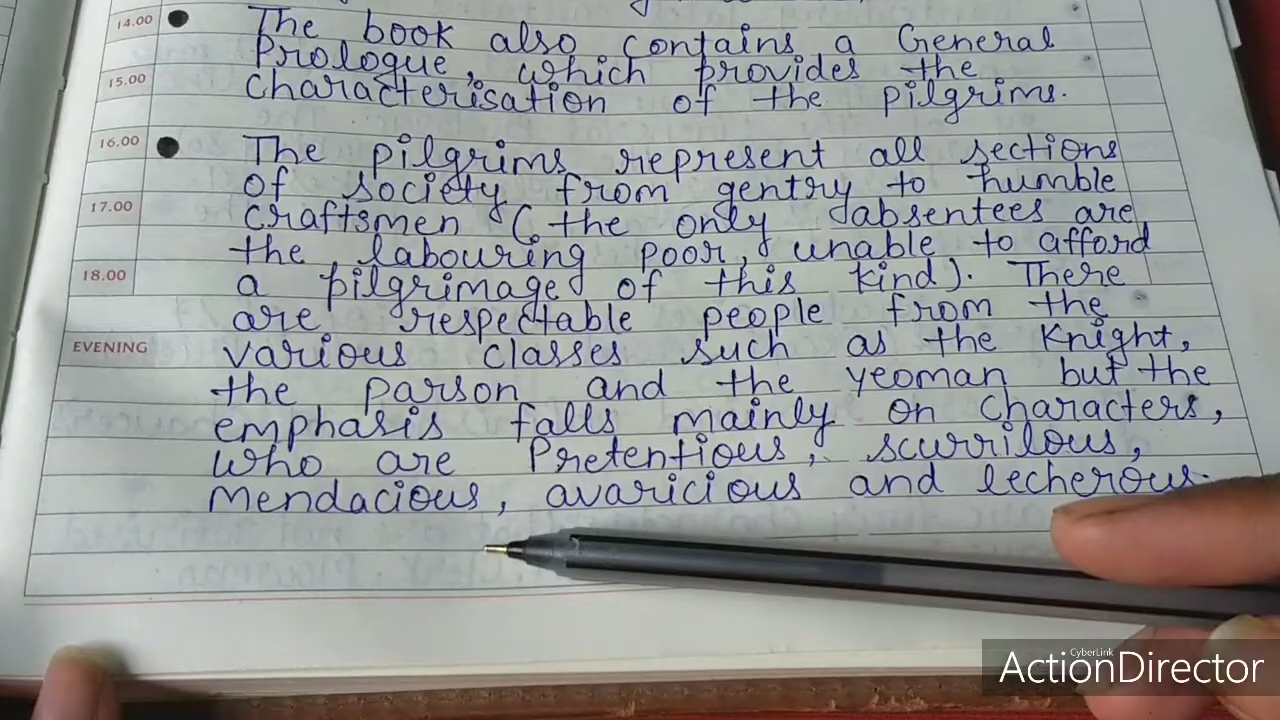 14.00
The book also contains a General
Prologue, which provides the
15.00
Characterisation of the pilgrims.
16.00
The pilgrims represent all sections
of society from gentry to humble
17.00
Craftsmen (the only absentees are
the labouring poor, unable to afford
18.00
a pilgrimage of this kind). There
are respectable people from the
EVENING
various classes such as the Knight,
the parson and the yeoman but the
emphasis falls mainly on characters,
who are Pretentious, scurrilous,
Mendacious, avaricious and lecherous.
CyberLink
ActionDirector